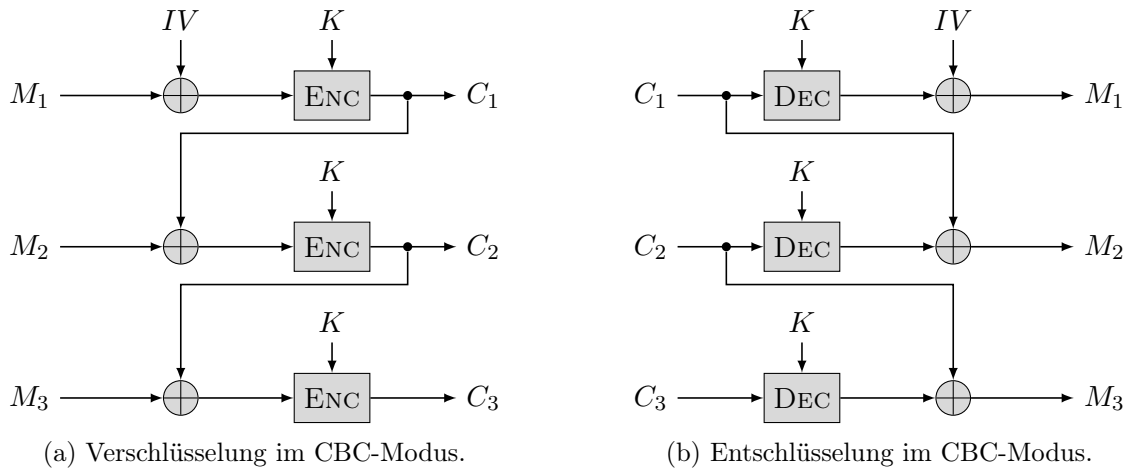 IV K K IV
M₁ ENC C₁ C₁ DEC M₁
K K
M₂ ENC C₂ C₂ DEC M₂
K K
M₃ ENC C₃ C₃ DEC M₃
(a) Verschlüsselung im CBC-Modus. (b) Entschlüsselung im CBC-Modus.